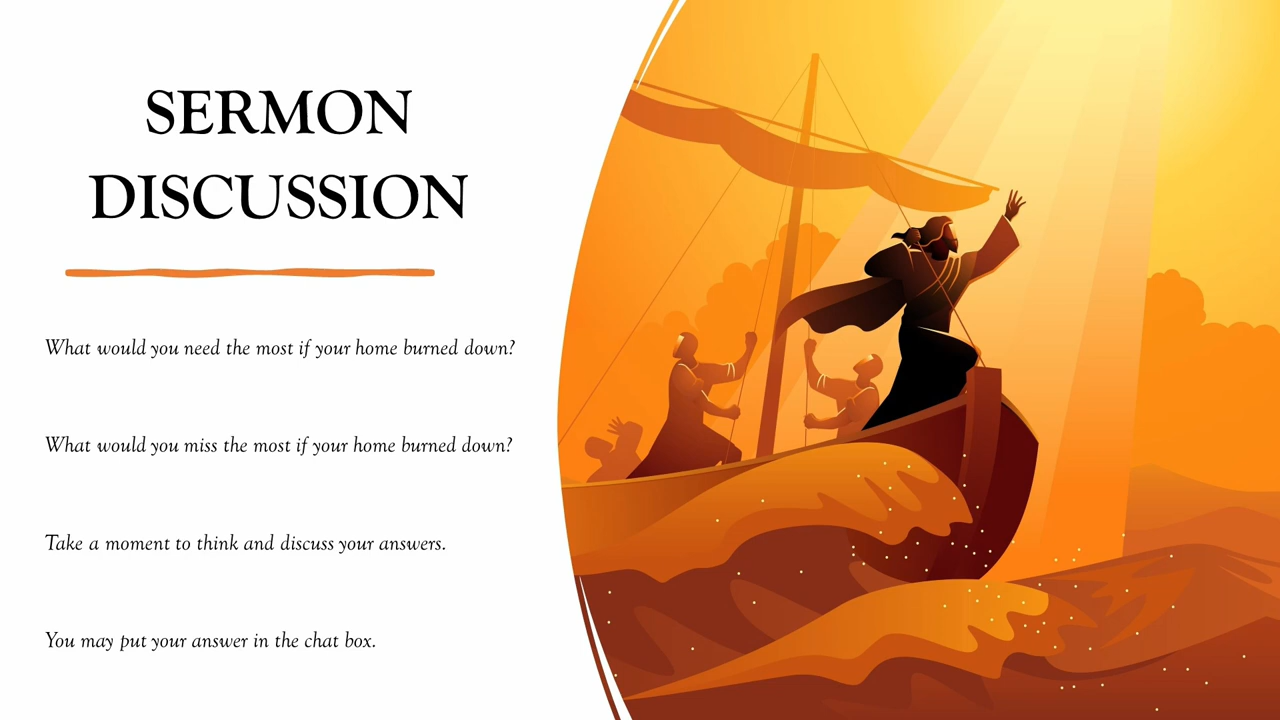 SERMON
DISCUSSION
What would you need the most if your home burned down?
What would you miss the most if your home burned down?
Take a moment to think and discuss your answers.
You may put your answer in the chat box.